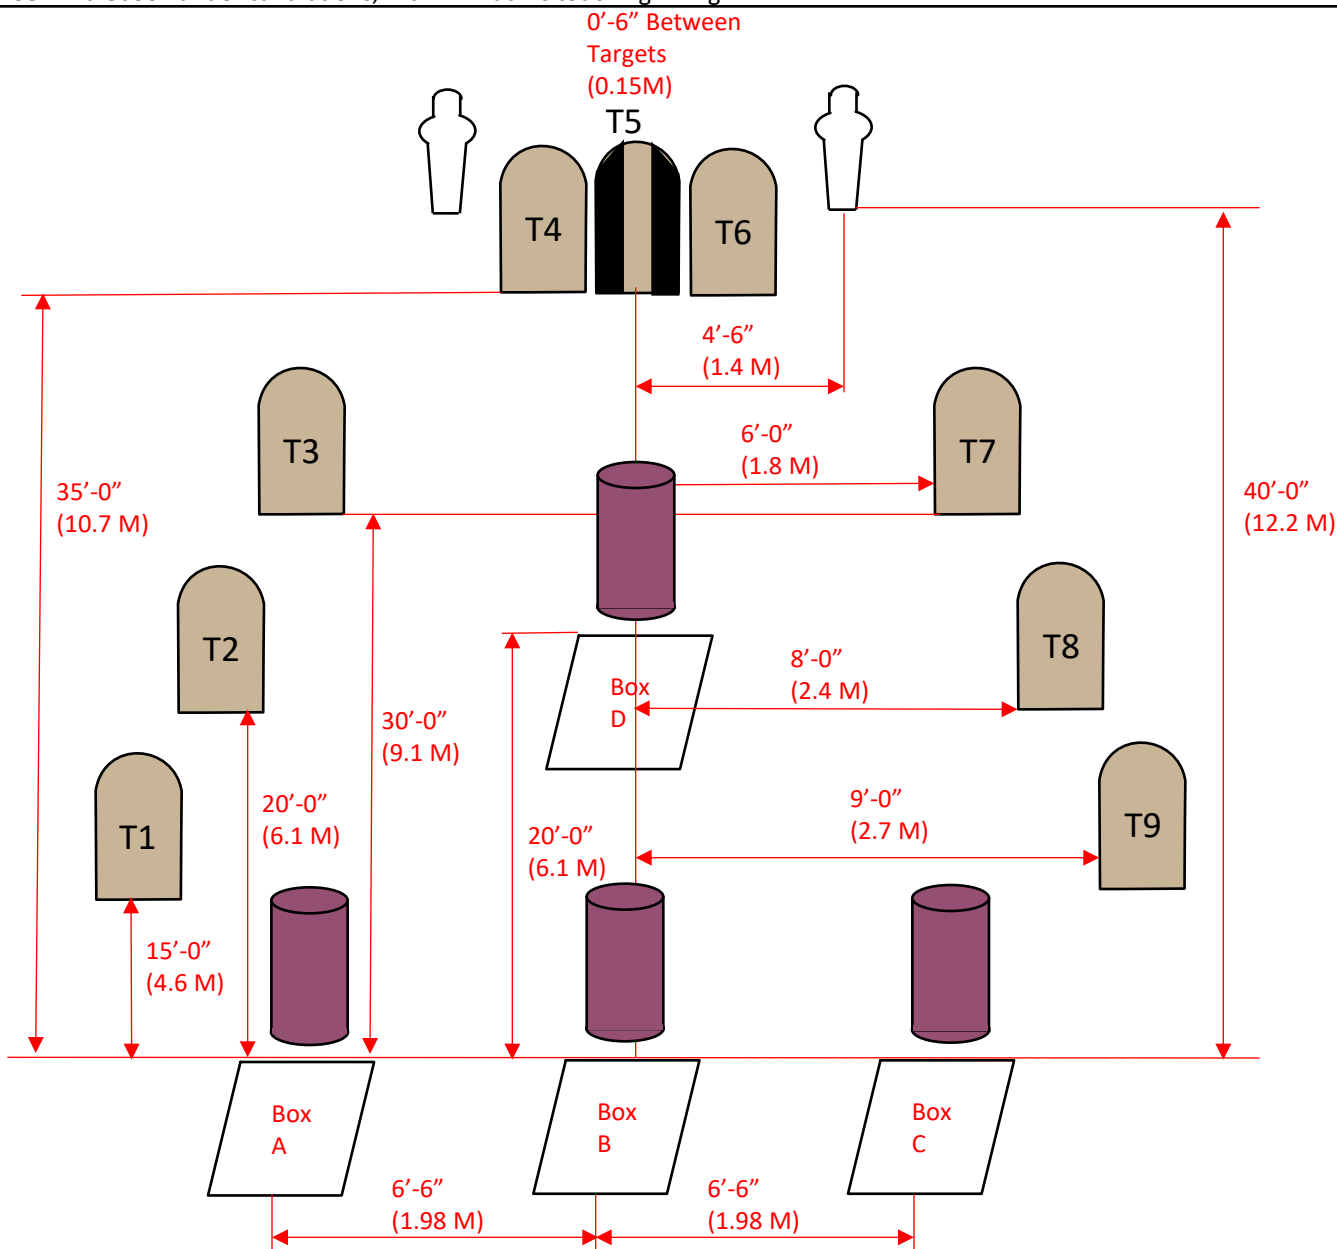 0’-6” Between
Targets
(0.15M)
T5
T4
T6
4’-6”
(1.4 M)
6’-0”
(1.8 M)
T3
T7
35’-0”
(10.7 M)
40’-0”
(12.2 M)
T2
T8
8’-0”
(2.4 M)
Box
D
30’-0”
(9.1 M)
20’-0”
(6.1 M)
20’-0”
(6.1 M)
9’-0”
(2.7 M)
T1
T9
15’-0”
(4.6 M)
Box
A
Box
B
Box
C
6’-6”
(1.98 M)
6’-6”
(1.98 M)